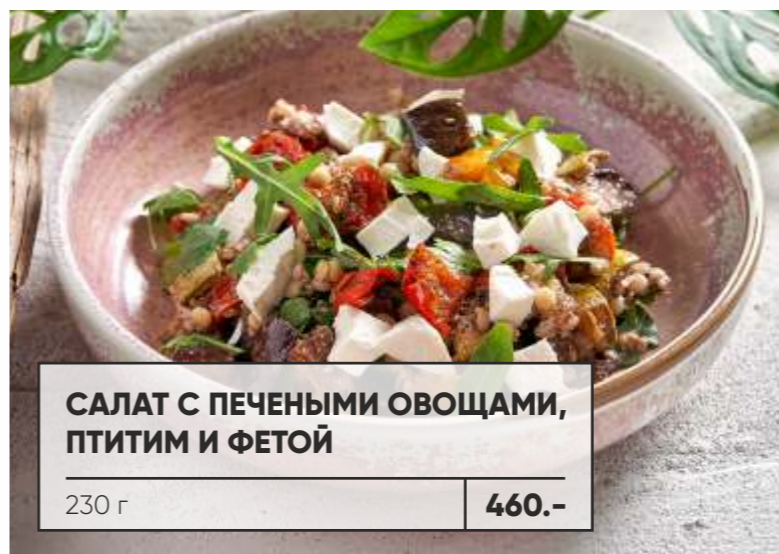 САЛАТ С ПЕЧЕНЫМИ ОВОЩАМИ,
ПТИТИМ И ФЕТОЙ
230 г
460.-